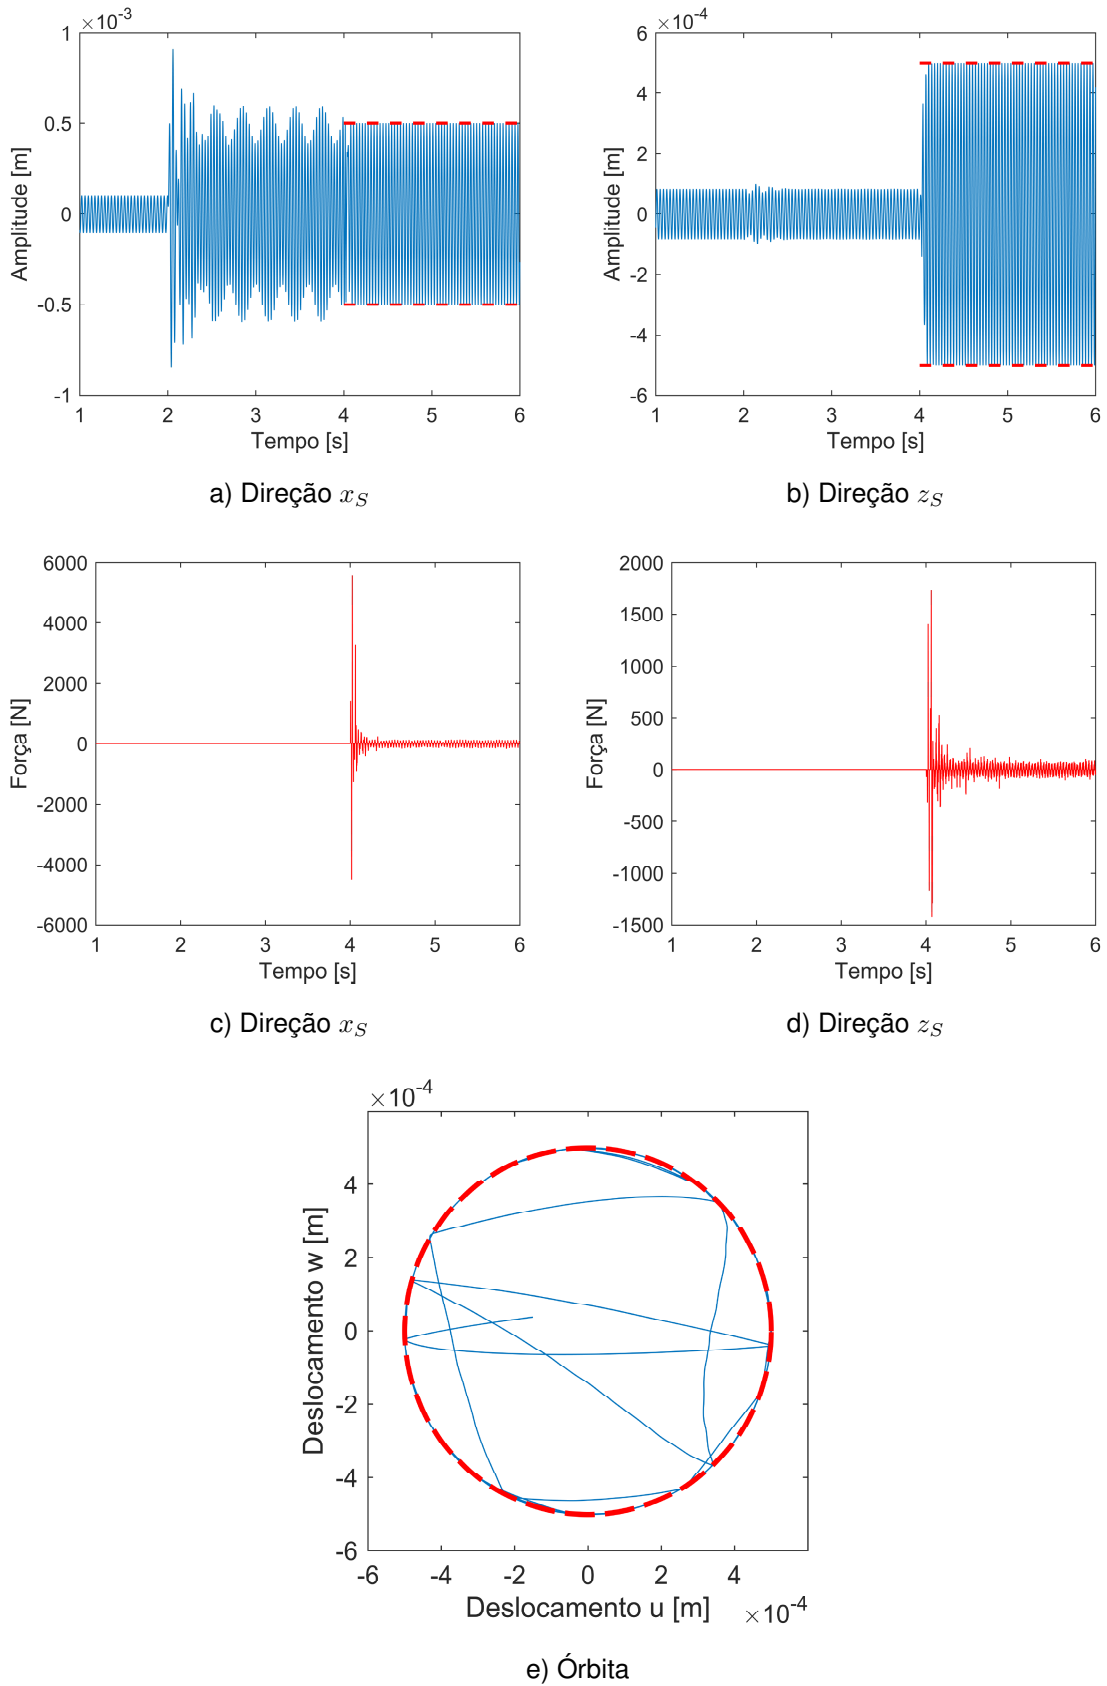 ×10-3
1
0.5
0
-0.5
-1
Amplitude [m]
1 2 3 4 5 6
Tempo [s]
a) Direção xS
×10-4
6
4
2
0
-2
-4
-6
Amplitude [m]
1 2 3 4 5 6
Tempo [s]
b) Direção zS
6000
4000
2000
0
-2000
-4000
-6000
Força [N]
1 2 3 4 5 6
Tempo [s]
c) Direção xS
2000
1500
1000
500
0
-500
-1000
-1500
Força [N]
1 2 3 4 5 6
Tempo [s]
d) Direção zS
×10-4
4
2
0
-2
-4
-6
Deslocamento w [m]
-6 -4 -2 0 2 4
Deslocamento u [m] ×10-4
e) Órbita